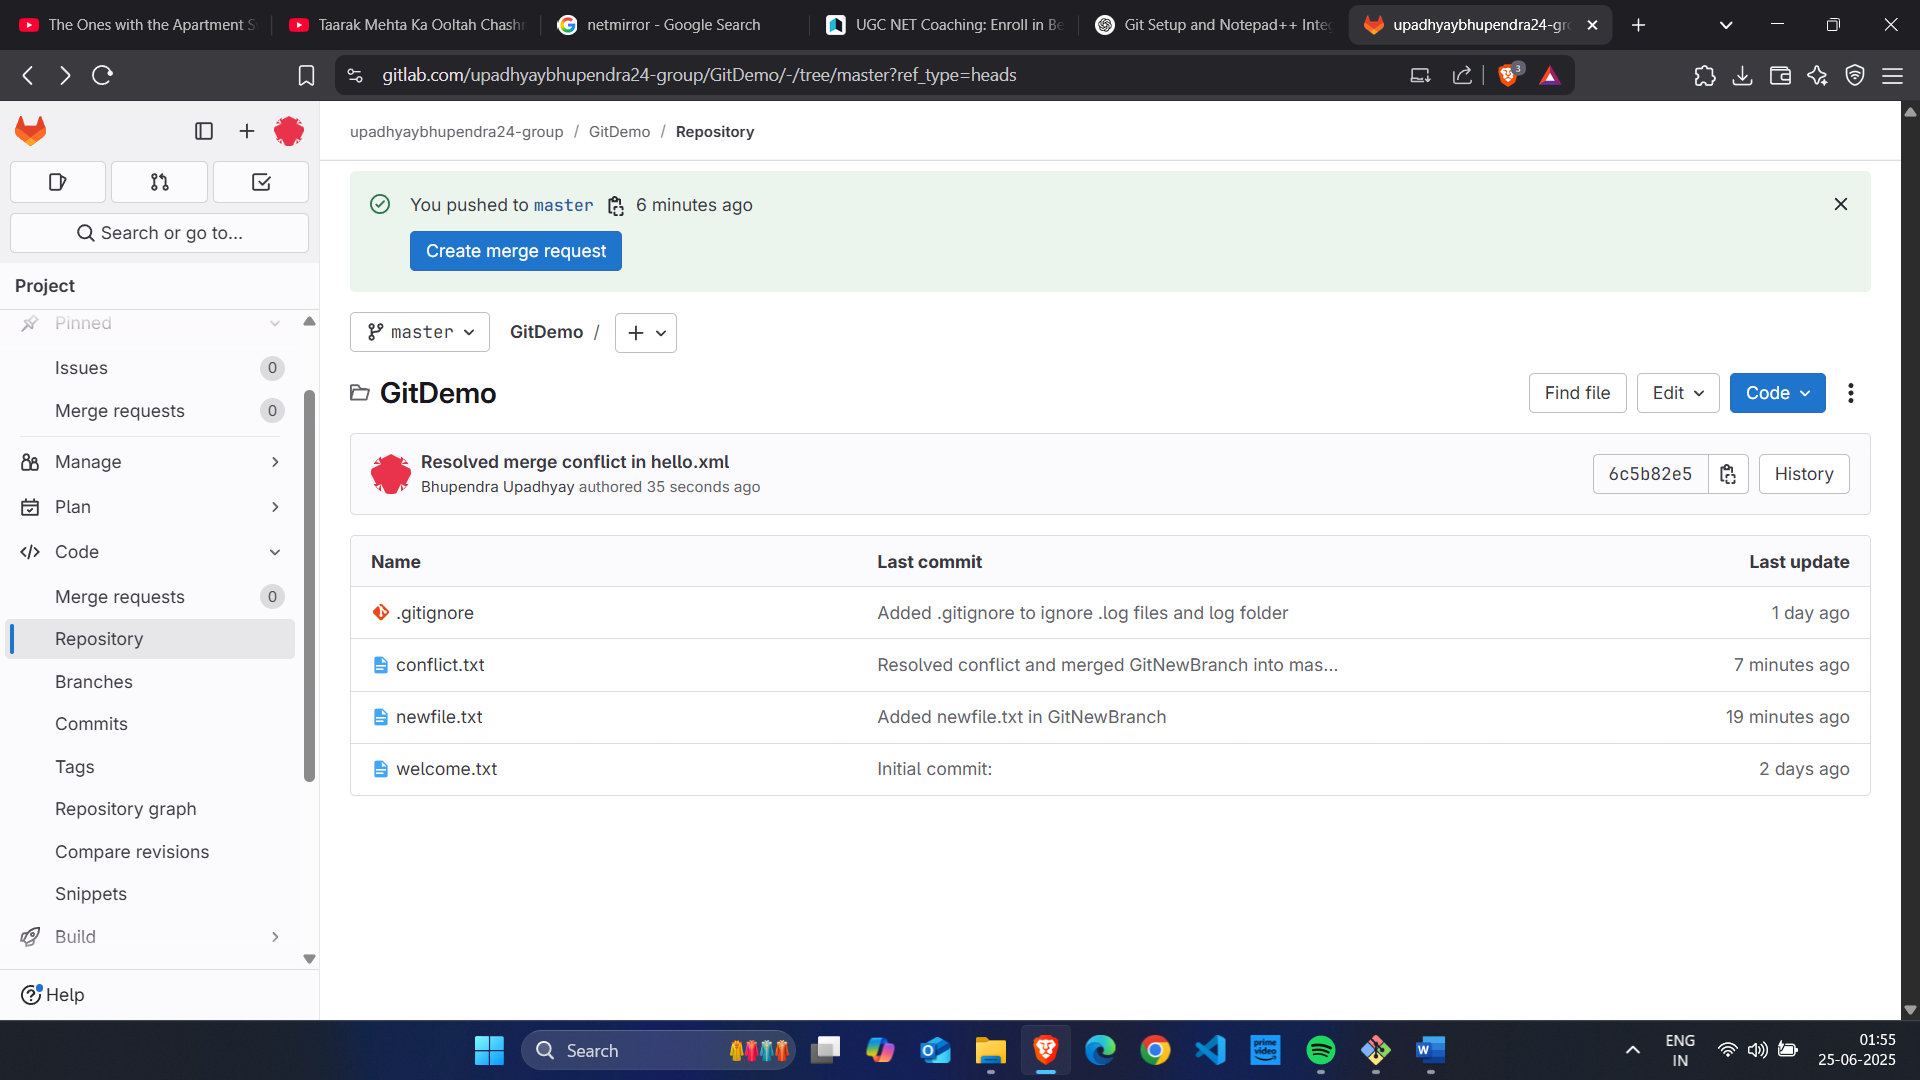 The Ones with the Apartment S
Taarak Mehta Ka Ooltah Chashm
netmirror - Google Search
UGC NET Coaching: Enroll in Be
Git Setup and Notepad++ Inte
upadhyaybhupendra24-gro
gitlab.com/upadhyaybhupendra24-group/GitDemo/-/tree/master?ref_type=heads
3
upadhyaybhupendra24-group / GitDemo / Repository
Search or go to...
Project
Pinned
Issues 0
Merge requests 0
Manage
Plan
Code
Merge requests 0
Repository
Branches
Commits
Tags
Repository graph
Compare revisions
Snippets
Build
Help
You pushed to master 6 minutes ago
Create merge request
master GitDemo / +
GitDemo
Find file Edit Code
Resolved merge conflict in hello.xml
Bhupendra Upadhyay authored 35 seconds ago
6c5b82e5 History
Name Last commit Last update
.gitignore Added .gitignore to ignore .log files and log folder 1 day ago
conflict.txt Resolved conflict and merged GitNewBranch into mas... 7 minutes ago
newfile.txt Added newfile.txt in GitNewBranch 19 minutes ago
welcome.txt Initial commit: 2 days ago
Search
prime video
W
ENG
IN
01:55
25-06-2025